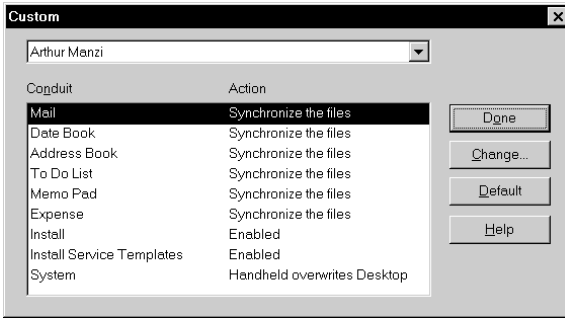 Custom
Arthur Manzi
Conduit Action
Mail Synchronize the files
Date Book Synchronize the files
Address Book Synchronize the files
To Do List Synchronize the files
Memo Pad Synchronize the files
Expense Synchronize the files
Install Enabled
Install Service Templates Enabled
System Handheld overwrites Desktop
Done
Change...
Default
Help